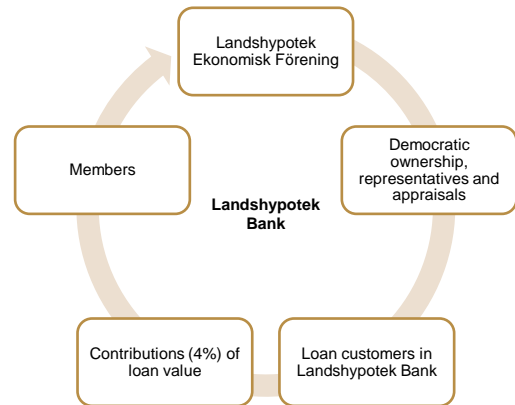 Landshypotek
Ekonomisk Förening
Democratic
ownership,
representatives and
appraisals
Loan customers in
Landshypotek Bank
Contributions (4%) of
loan value
Members
Landshypotek
Bank